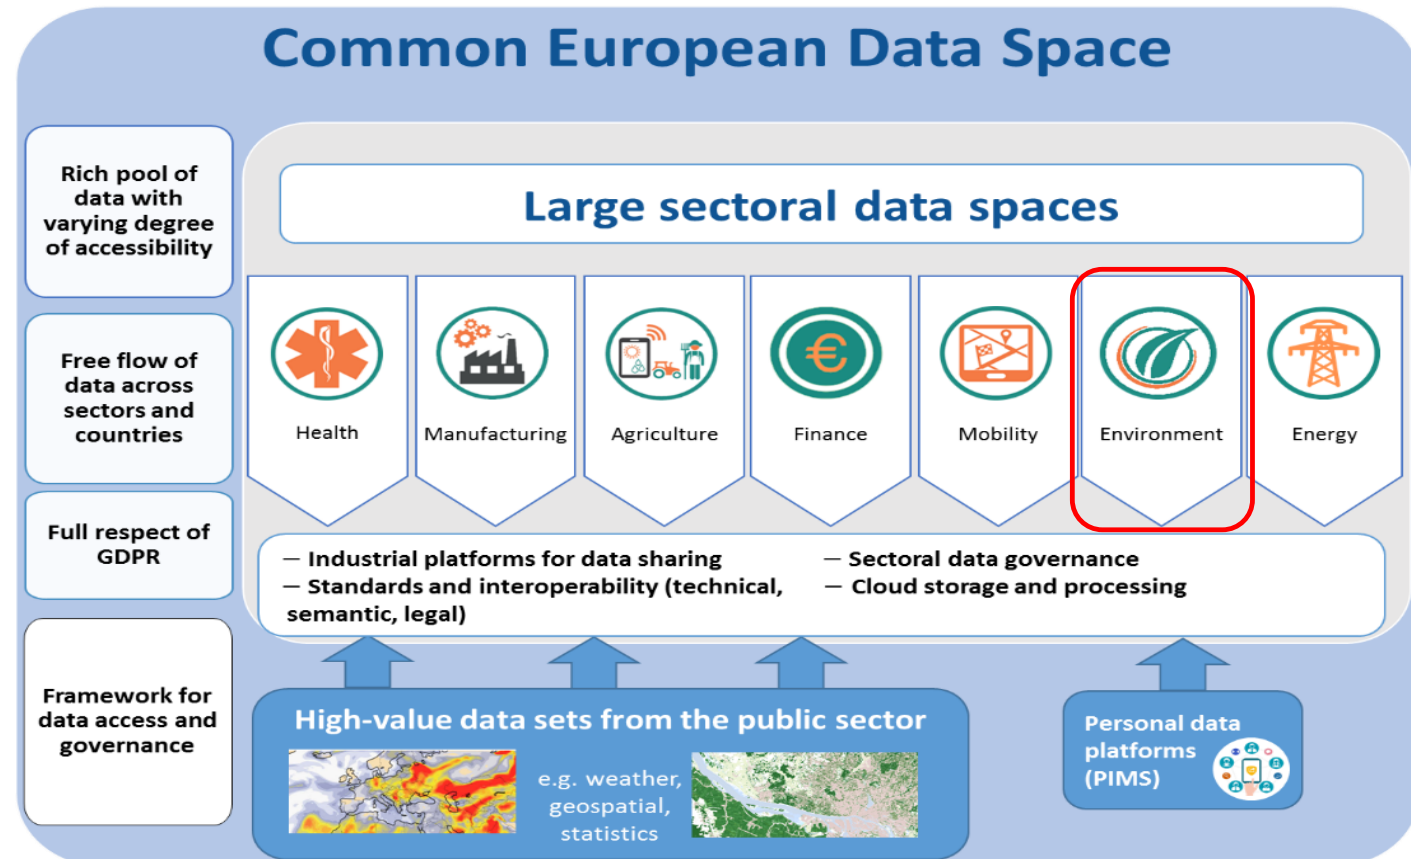 Common European Data Space
Rich pool of
data with
varying degree
of accessibility
Free flow of
data across
sectors and
countries
Full respect of
GDPR
Framework for
data access and
governance
Large sectoral data spaces
Health
Manufacturing
Agriculture
Finance
Mobility
Environment
Energy
— Industrial platforms for data sharing
— Standards and interoperability (technical,
semantic, legal)
— Sectoral data governance
— Cloud storage and processing
High-value data sets from the public sector
e.g. weather,
geospatial,
statistics
Personal data
platforms
(PIMS)